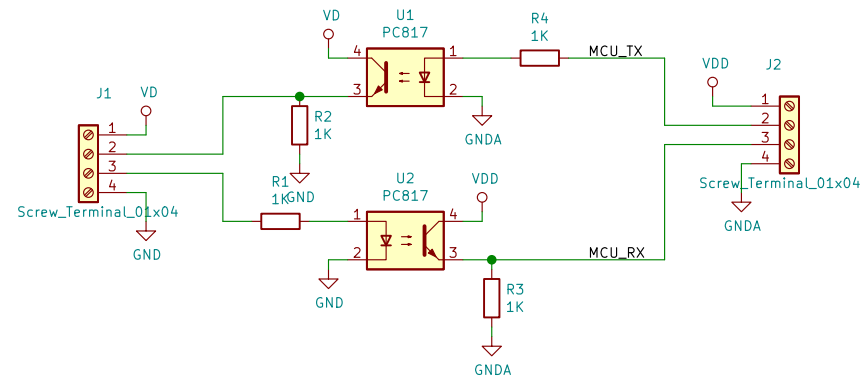 VD
U1
PC817
R4
1K
MCU_TX
4
1
3
2
VDD
J2
J1
VD
R2
1K
GNDA
1
2
3
4
1
2
3
4
Screw_Terminal_01x04
Screw_Terminal_01x04
R1
1K
GND
U2
PC817
VDD
1
4
2
3
GND
GNDA
MCU_RX
GND
R3
1K
GNDA